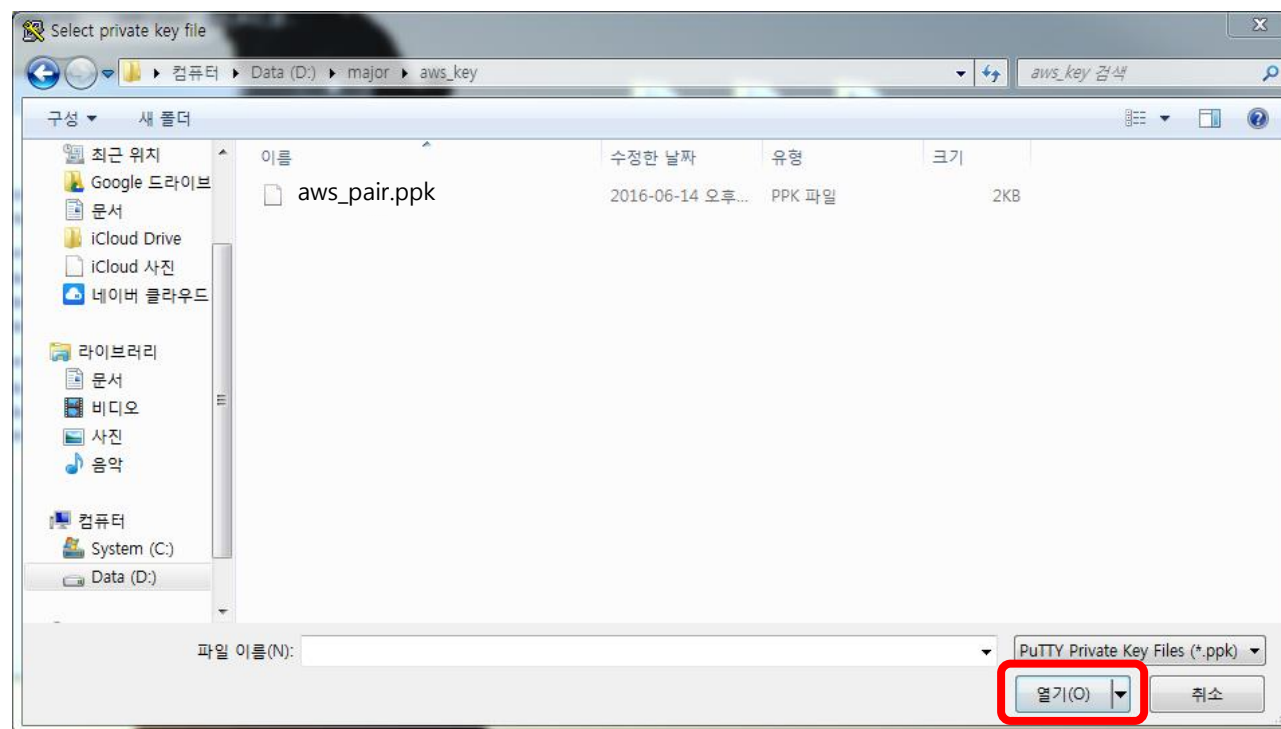 Select private key file
컴퓨터 Data (D:) major aws_key
aws_key 검색
구성 새 폴더
이름 수정한 날짜 유형 크기
aws_pair.ppk 2016-06-14 오후... PPK 파일 2KB
최근 위치
Google 드라이브
문서
iCloud Drive
iCloud 사진
네이버 클라우드
라이브러리
문서
비디오
사진
음악
컴퓨터
System (C:)
Data (D:)
파일 이름(N):
PuTTY Private Key Files (*.ppk)
열기(O) 취소